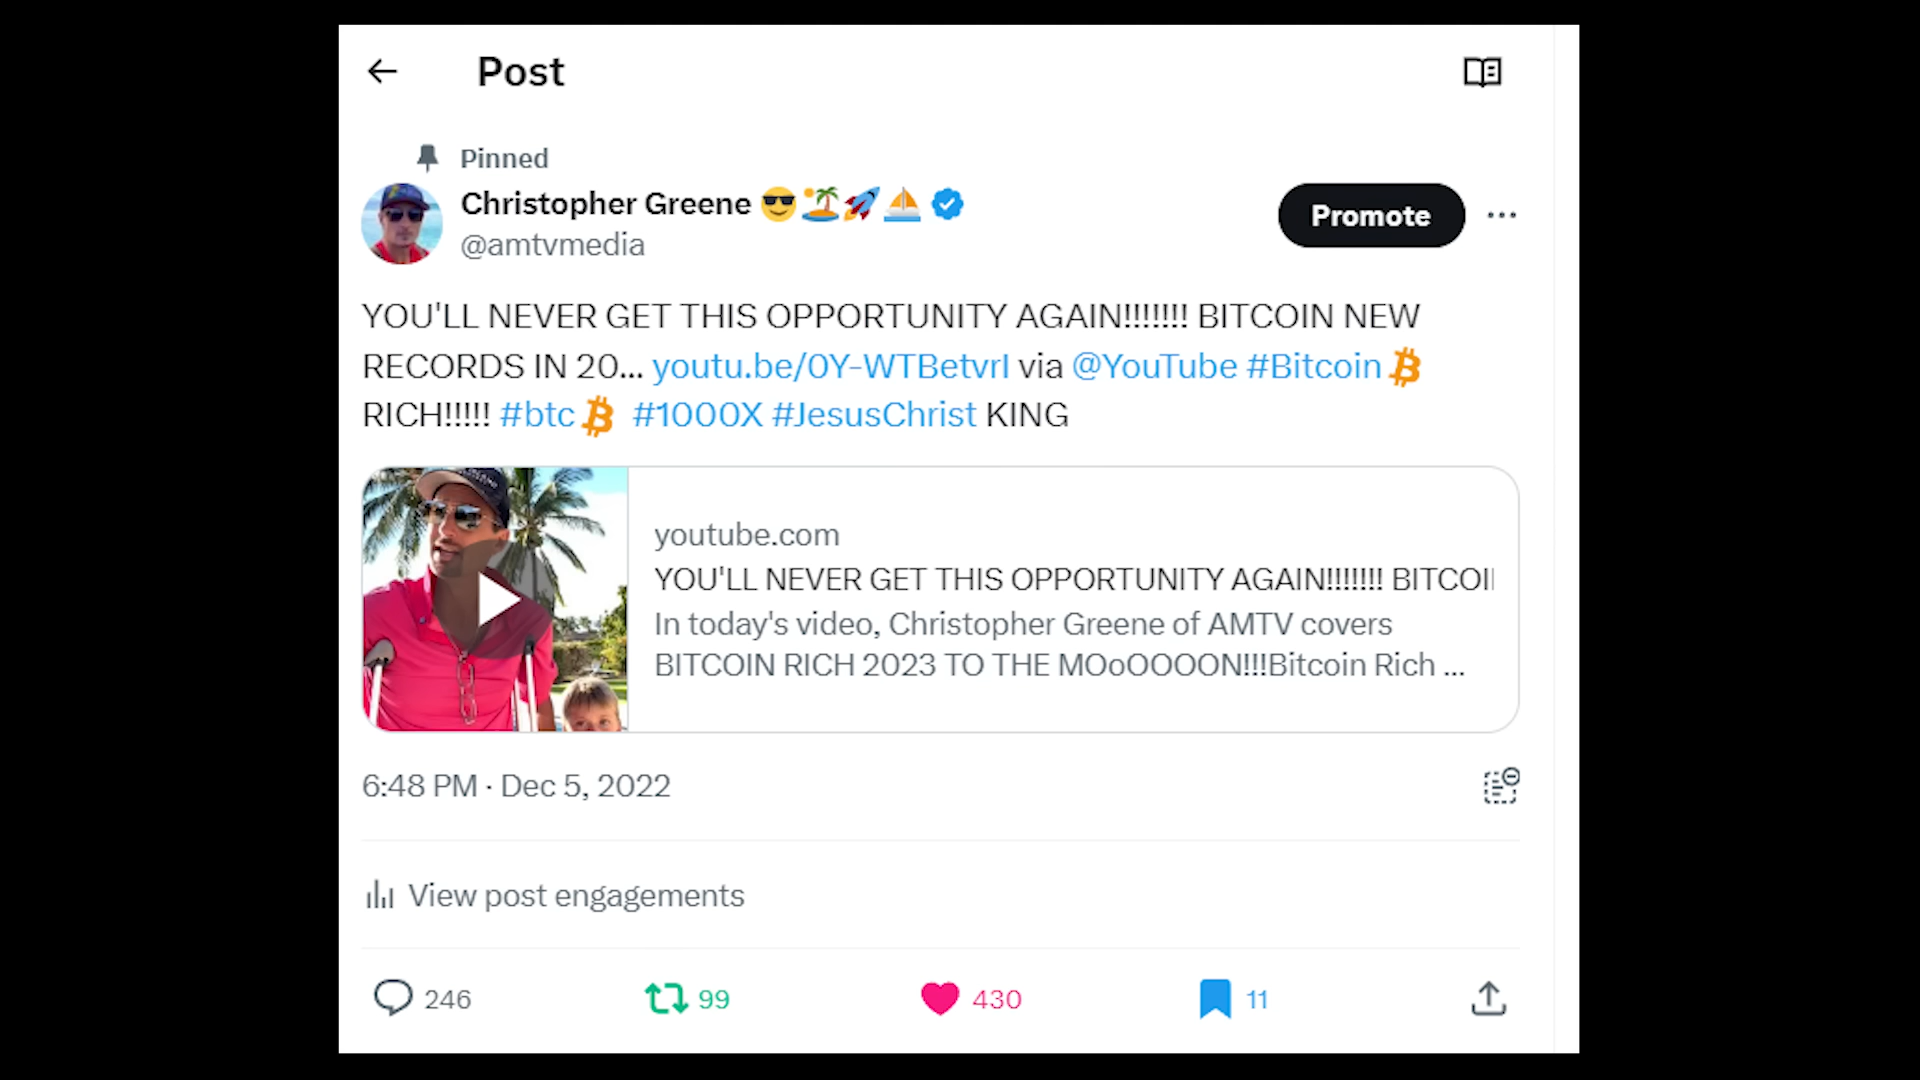 Post
Pinned
Christopher Greene 😎🏝🚀⛵
@amtvmedia
Promote
YOU'LL NEVER GET THIS OPPORTUNITY AGAIN!!!!!!! BITCOIN NEW
RECORDS IN 20... youtu.be/0Y-WTBetvrI via @YouTube #Bitcoin
RICH!!!!! #btc #1000X #JesusChrist KING
youtube.com
YOU'LL NEVER GET THIS OPPORTUNITY AGAIN!!!!!!! BITCOI
In today's video, Christopher Greene of AMTV covers
BITCOIN RICH 2023 TO THE MOoOOOON!!!Bitcoin Rich ...
6:48 PM · Dec 5, 2022
View post engagements
246 99 430 11